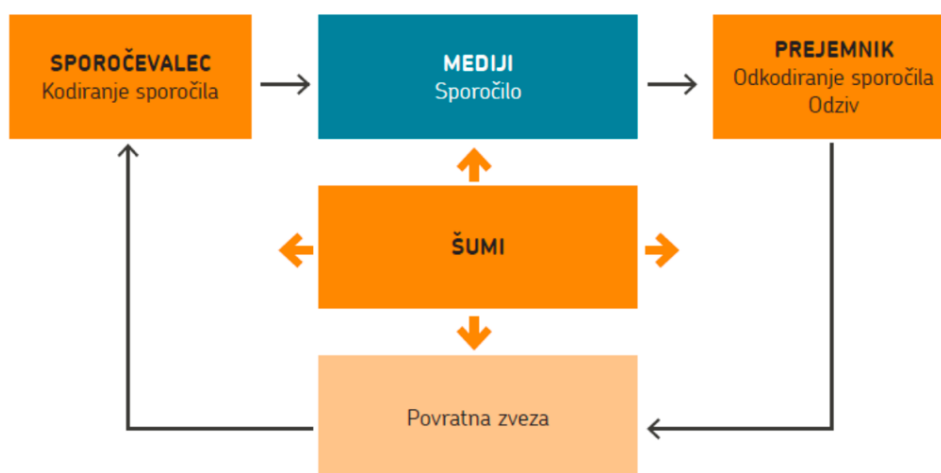 SPOROČEVALEC
Kodiranje sporočila
MEDIJI
Sporočilo
PREJEMNIK
Odkodiranje sporočila
Odziv
ŠUMI
Povratna zveza